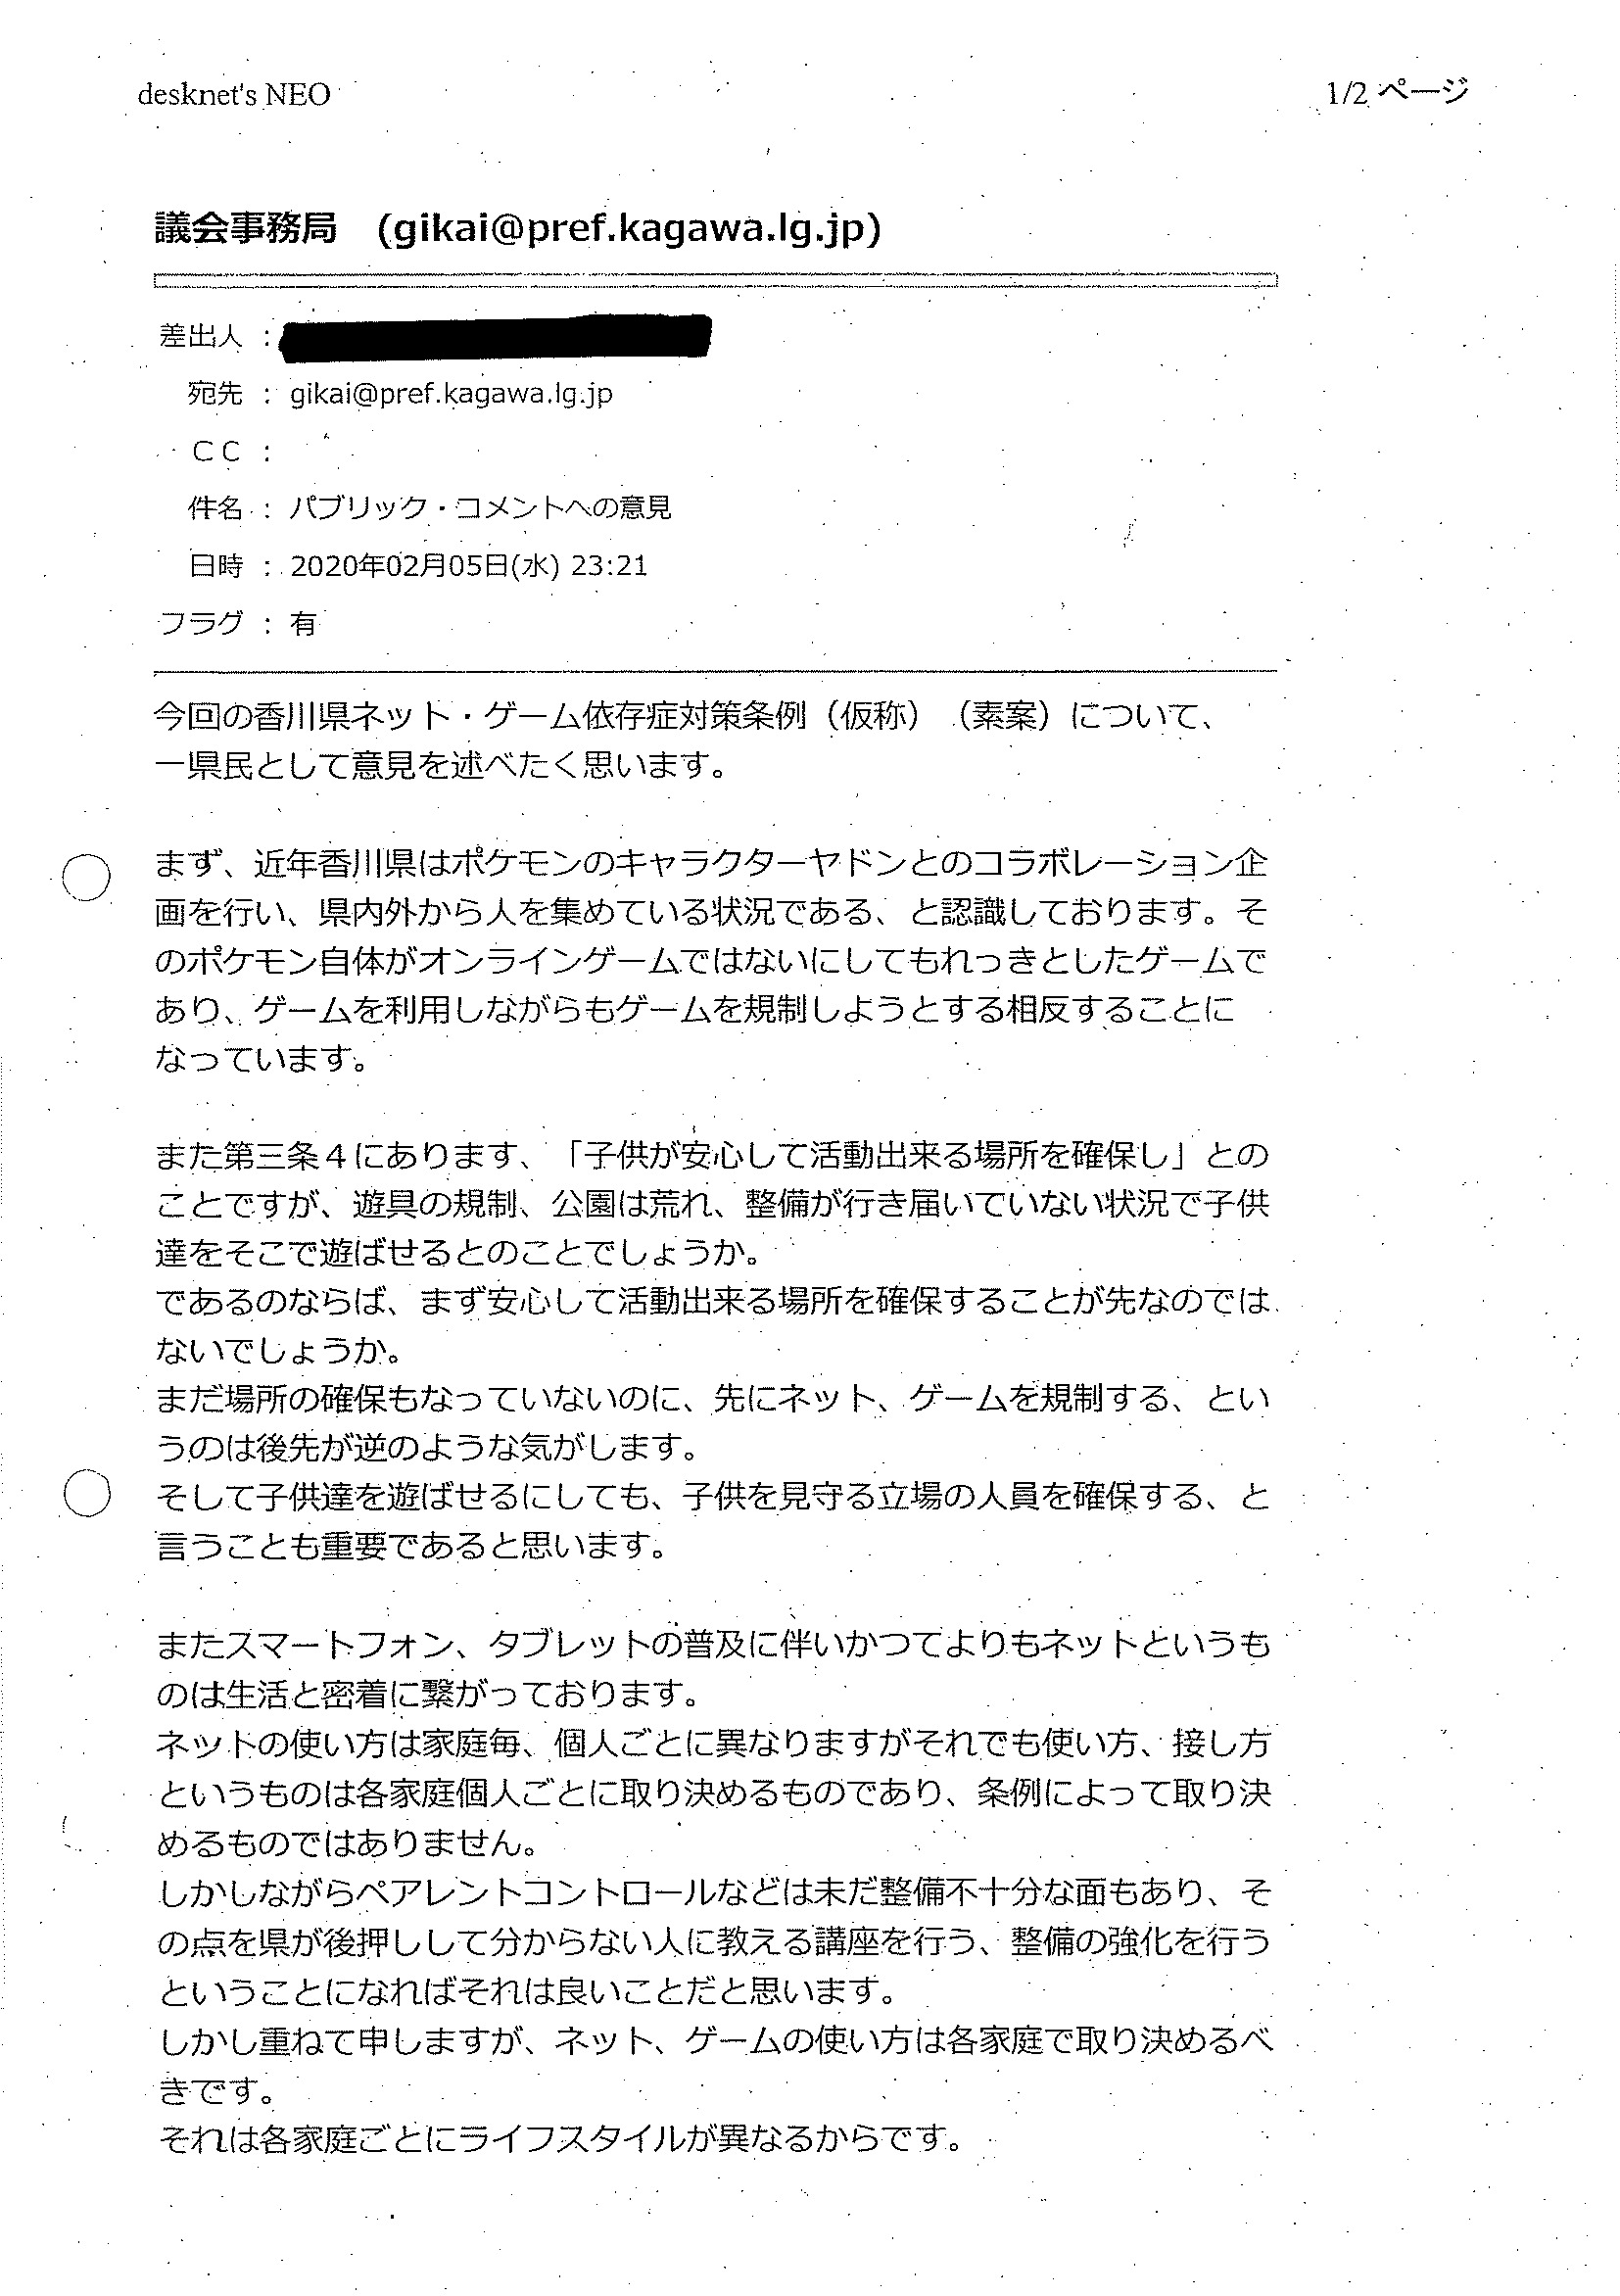 desknet's NEO
1/2 ページ
議会事務局　(gikai@pref.kagawa.lg.jp)
差出人 ：
宛先 ： gikai@pref.kagawa.lg.jp
ＣＣ ：
件名 ： パブリック・コメントへの意見
日時 ： 2020年02月05日(水) 23:21
フラグ ： 有
今回の香川県ネット・ゲーム依存症対策条例（仮称）（素案）について、
一県民として意見を述べたく思います。
まず、近年香川県はポケモンのキャラクターヤドンとのコラボレーション企
画を行い、県内外から人を集めている状況である、と認識しております。そ
のポケモン自体がオンラインゲームではないにしてもれっきとしたゲームで
あり、ゲームを利用しながらもゲームを規制しようとする相反することに
なっています。
また第三条４にあります、「子供が安心して活動出来る場所を確保し」との
ことですが、遊具の規制、公園は荒れ、整備が行き届いていない状況で子供
達をそこで遊ばせるとのことでしょうか。
であるのならば、まず安心して活動出来る場所を確保することが先なのでは
ないでしょうか。
まだ場所の確保もなっていないのに、先にネット、ゲームを規制する、とい
うのは後先が逆のような気がします。
そして子供達を遊ばせるにしても、子供を見守る立場の人員を確保する、と
言うことも重要であると思います。
またスマートフォン、タブレットの普及に伴いかつてよりもネットというも
のは生活と密着に繋がっております。
ネットの使い方は家庭毎、個人ごとに異なりますがそれでも使い方、接し方
というものは各家庭個人ごとに取り決めるものであり、条例によって取り決
めるものではありません。
しかしながらペアレントコントロールなどは未だ整備不十分な面もあり、そ
の点を県が後押しして分からない人に教える講座を行う、整備の強化を行う
ということになればそれは良いことだと思います。
しかし重ねて申しますが、ネット、ゲームの使い方は各家庭で取り決めるべ
きです。
それは各家庭ごとにライフスタイルが異なるからです。